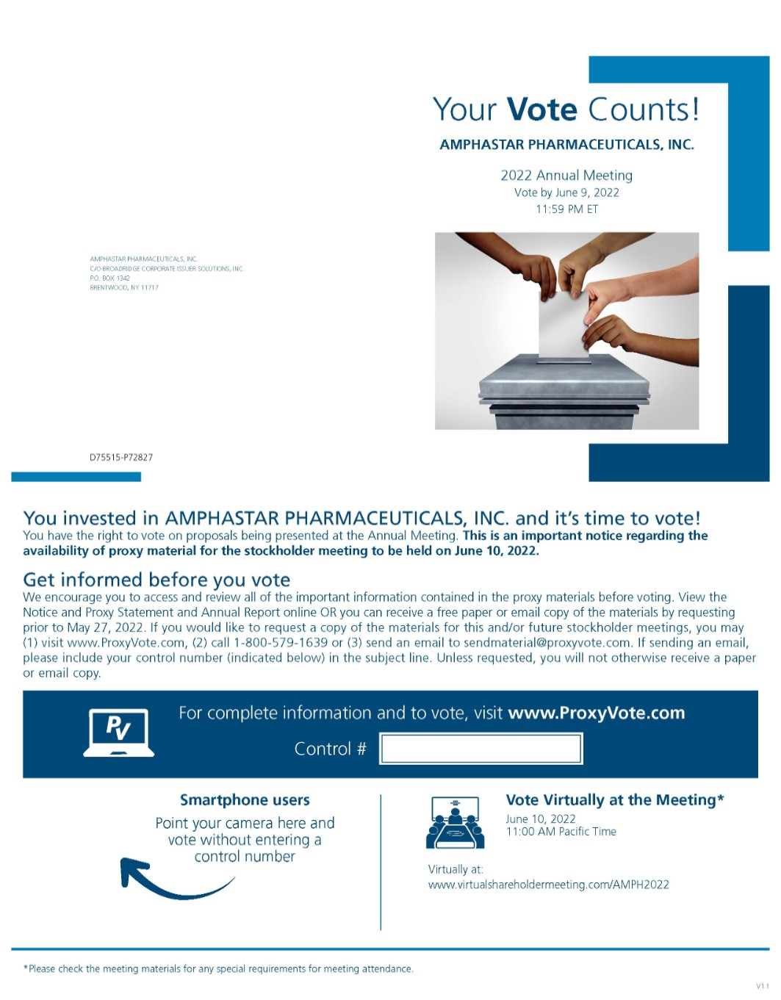 Your Vote Counts!
AMPHASTAR PHARMACEUTICALS, INC.
2022 Annual Meeting
Vote by June 9, 2022
11:59 PM ET
AMPHASTAR PHARMACEUTICALS, INC.
C/O BROADRIDGE CORPORATE ISSUER SOLUTIONS, INC.
P.O. BOX 1342
BRENTWOOD, NY 11717
D75515-P72827
You invested in AMPHASTAR PHARMACEUTICALS, INC. and it's time to vote!
You have the right to vote on proposals being presented at the Annual Meeting. This is an important notice regarding the
availability of proxy material for the stockholder meeting to be held on June 10, 2022.
Get informed before you vote
We encourage you to access and review all of the important information contained in the proxy materials before voting. View the
Notice and Proxy Statement and Annual Report online OR you can receive a free paper or email copy of the materials by requesting
prior to May 27, 2022. If you would like to request a copy of the materials for this and/or future stockholder meetings, you may
(1) visit www.ProxyVote.com, (2) call 1-800-579-1639 or (3) send an email to sendmaterial@proxyvote.com. If sending an email,
please include your control number (indicated below) in the subject line. Unless requested, you will not otherwise receive a paper
or email copy.
PV
For complete information and to vote, visit www.ProxyVote.com
Control #
Smartphone users
Point your camera here and
vote without entering a
control number
Vote Virtually at the Meeting*
June 10, 2022
11:00 AM Pacific Time
Virtually at:
www.virtualshareholdermeeting.com/AMPH2022
*Please check the meeting materials for any special requirements for meeting attendance.
V1.1